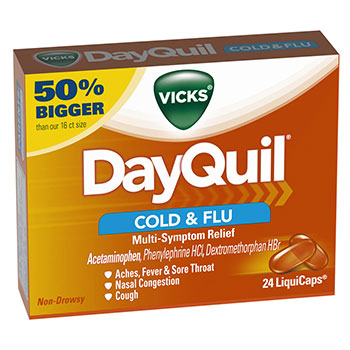 COLD & FLU
50%
BIGGER
than our 16 ct size
VICKS®
DayQuil®
COLD & FLU
Multi-Symptom Relief
Acetaminophen, Phenylephrine HCl, Dextromethorphan HBr
Aches, Fever & Sore Throat
Nasal Congestion
Cough
Non-Drowsy
24 LiquiCaps®